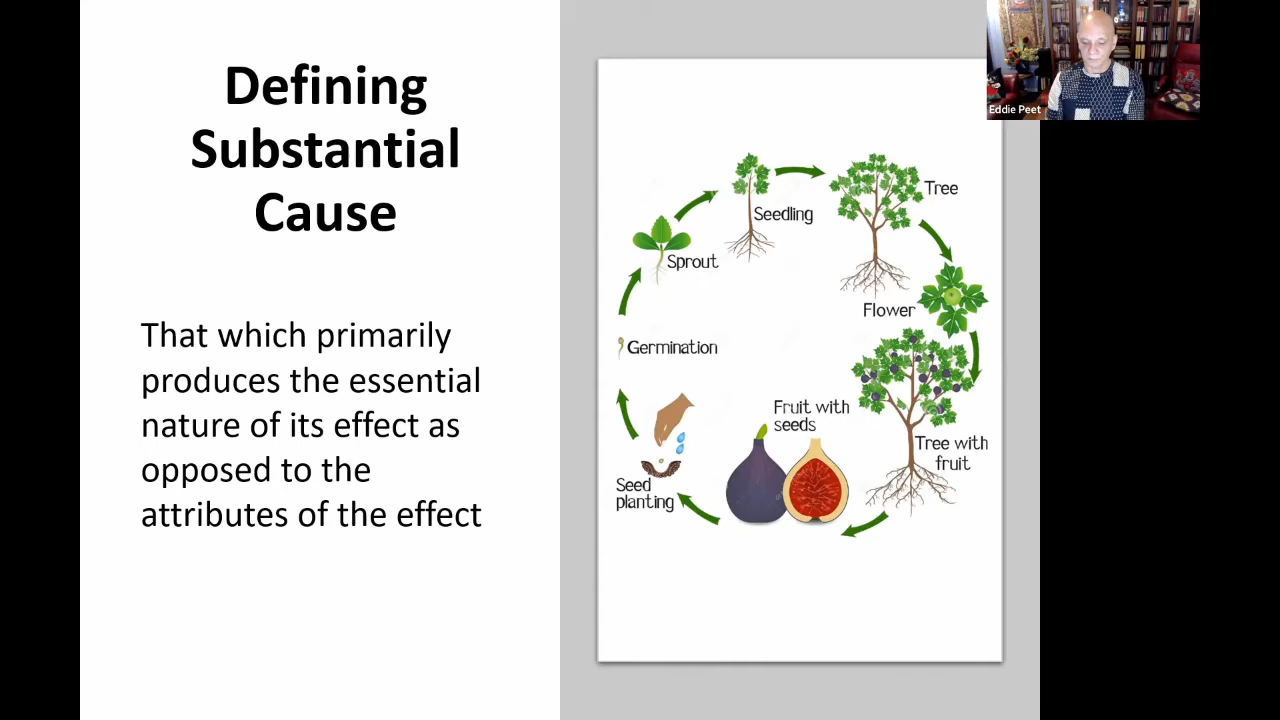 Defining
Substantial
Cause
That which primarily
produces the essential
nature of its effect as
opposed to the
attributes of the effect
Eddie Peet
Tree
Seedling
Sprout
Flower
Germination
Fruit with
seeds
Tree with
fruit
Seed
planting